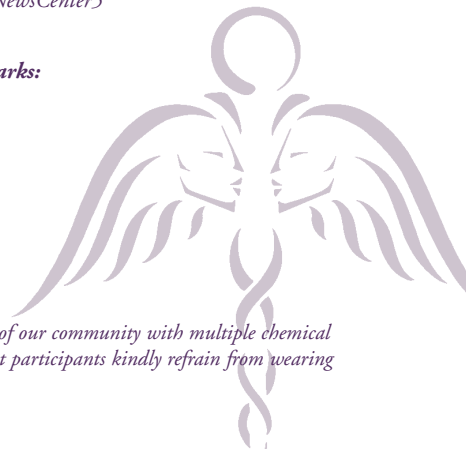 NewsCenter5
arks:
of our community with multiple chemical
t participants kindly refrain from wearing